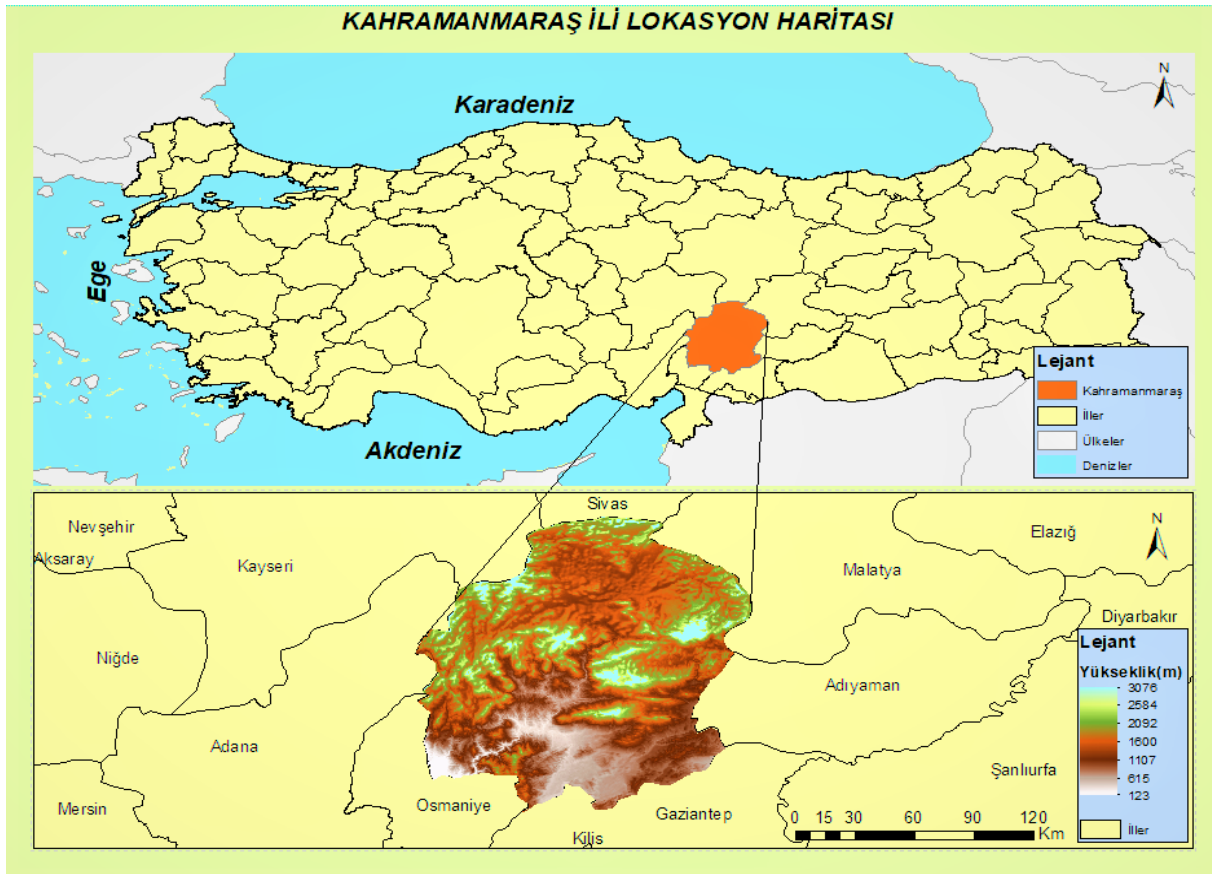 KAHRAMANMARAŞ İLİ LOKASYON HARİTASI
N
Karadeniz
Ege
Akdeniz
Lejant
Kahramanmaraş
İller
Ülkeler
Denizler
Sivas
Nevşehir
Aksaray
Kayseri
Elazığ
N
Malatya
Diyarbakır
Niğde
Adıyaman
Adana
Şanlıurfa
Mersin
Osmaniye
Gaziantep
Kilis
Lejant
Yükseklik(m)
3076
2584
2092
1600
1107
615
123
İller
0 15 30 60 90 120
Km